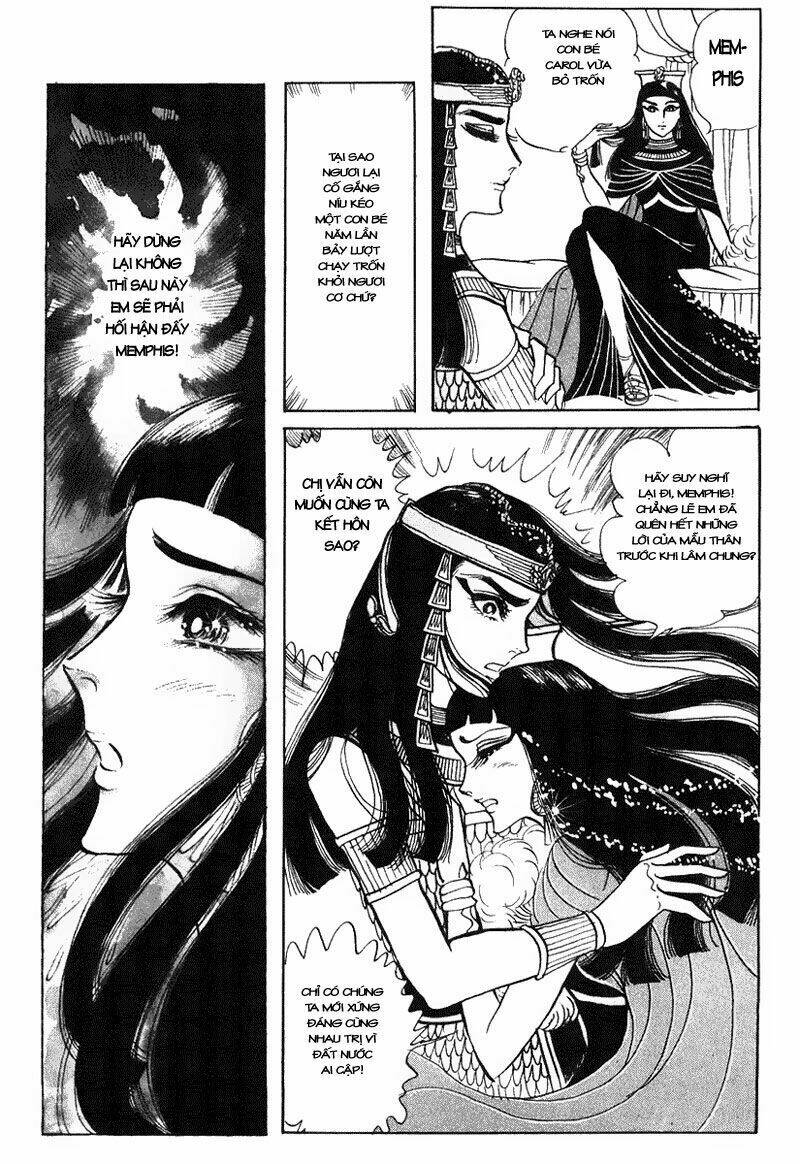 MEM-
PHIS
TA NGHE NÓI
CON BÉ
CAROL VỪA
BỎ TRỐN
TẠI SAO
NGƯƠI LẠI
CỐ GẮNG
NÍU KÉO
MỘT CON BÉ
NĂM LẦN
BẢY LƯỢT
CHẠY TRỐN
KHỎI NGƯƠI
CƠ CHỨ?
HÃY DỪNG
LẠI KHÔNG
THÌ SAU NÀY
EM SẼ PHẢI
HỐI HẬN ĐẤY
MEMPHIS!
HÃY SUY NGHĨ
LẠI ĐI, MEMPHIS!
CHẲNG LẼ EM ĐÃ
QUÊN HẾT NHỮNG
LỜI CỦA MẪU THÂN
TRƯỚC KHI LÂM CHUNG?
CHỊ VẪN CÒN
MUỐN CÙNG TA
KẾT HÔN
SAO?
CHỈ CÓ CHÚNG
TA MỚI XỨNG
ĐÁNG CÙNG
NHAU TRỊ VÌ
ĐẤT NƯỚC
AI CẬP!